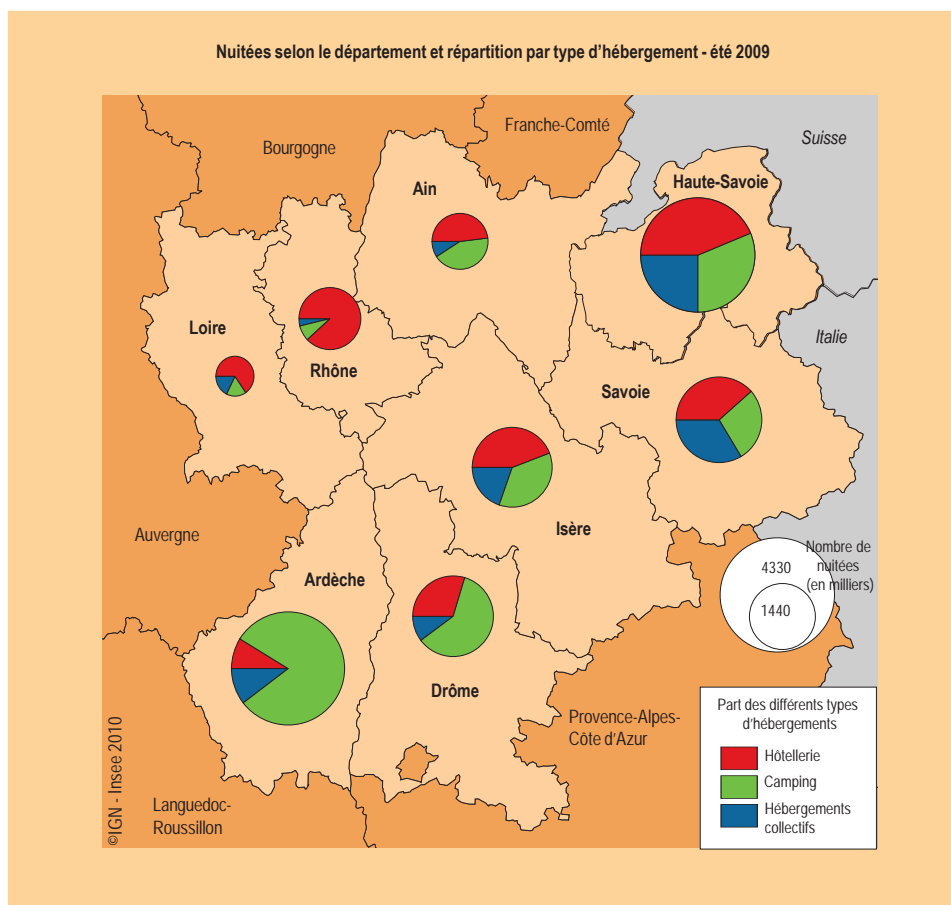 Nuitées selon le département et répartition par type d'hébergement - été 2009
Franche-Comté
Suisse
Bourgogne
Haute-Savoie
Ain
Loire
Italie
Rhône
Savoie
Isère
Auvergne
Nombre de
nuitées
(en milliers)
4330
1440
Ardèche
Drôme
Provence-Alpes-
Côte d'Azur
Part des différents types
d'hébergements
Hôtellerie
Camping
Hébergements
collectifs
Languedoc-
Roussillon
©IGN - Insee 2010